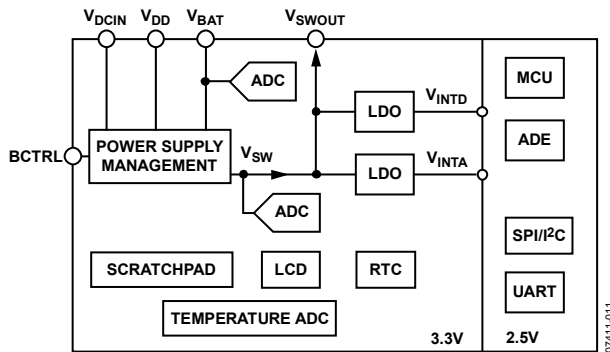 VDCIN VDD VBAT VSWOUT
ADC
MCU
LDO
VINTD
ADE
BCTRL
POWER SUPPLY
MANAGEMENT
VSW
LDO
VINTA
ADC
SPI/I2C
SCRATCHPAD
LCD
RTC
UART
TEMPERATURE ADC
3.3V
2.5V
07411-011